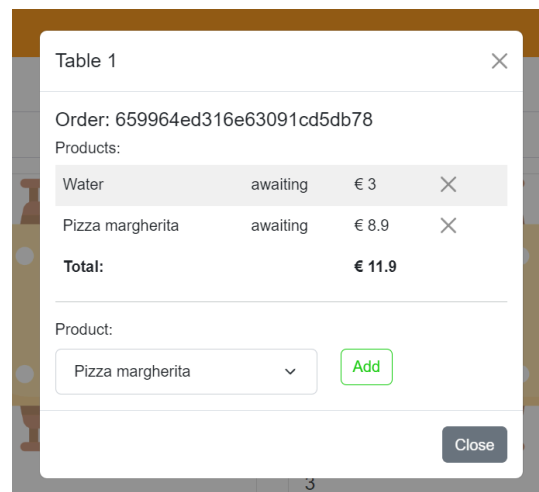 Table 1
Order: 659964ed316e63091cd5db78
Products:
Water awaiting € 3
Pizza margherita awaiting € 8.9
Total: € 11.9
Product:
Pizza margherita Add
Close
3